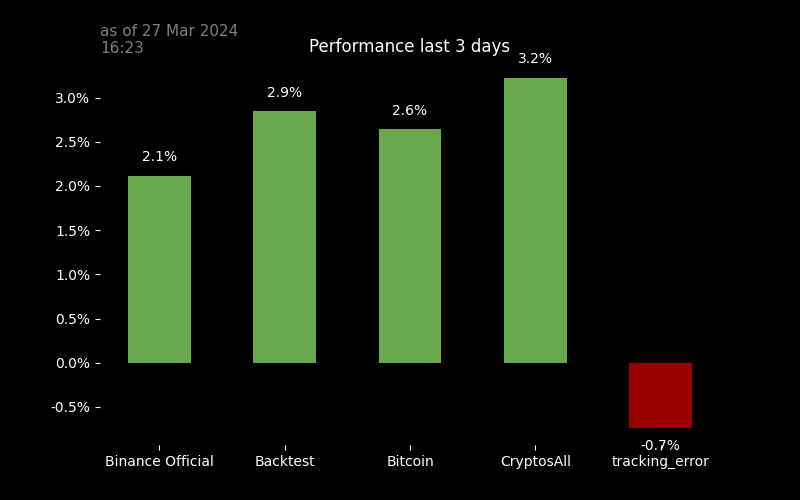 as of 27 Mar 2024
16:23
Performance last 3 days
3.2%
2.9%
2.6%
2.1%
-0.7%
3.0%
2.5%
2.0%
1.5%
1.0%
0.5%
0.0%
-0.5%
Binance Official
Backtest
Bitcoin
CryptosAll
tracking_error